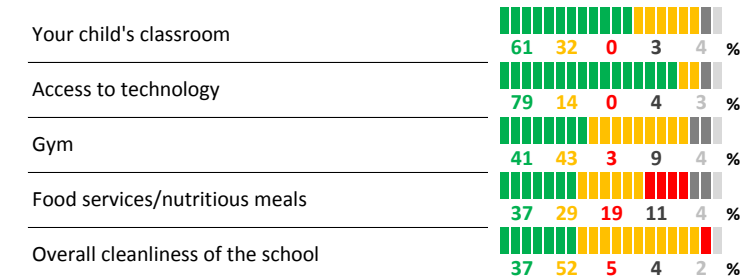 Your child's classroom
61 32 0 3 4 %
Access to technology
79 14 0 4 3 %
Gym
41 43 3 9 4 %
Food services/nutritious meals
37 29 19 11 4 %
Overall cleanliness of the school
37 52 5 4 2 %